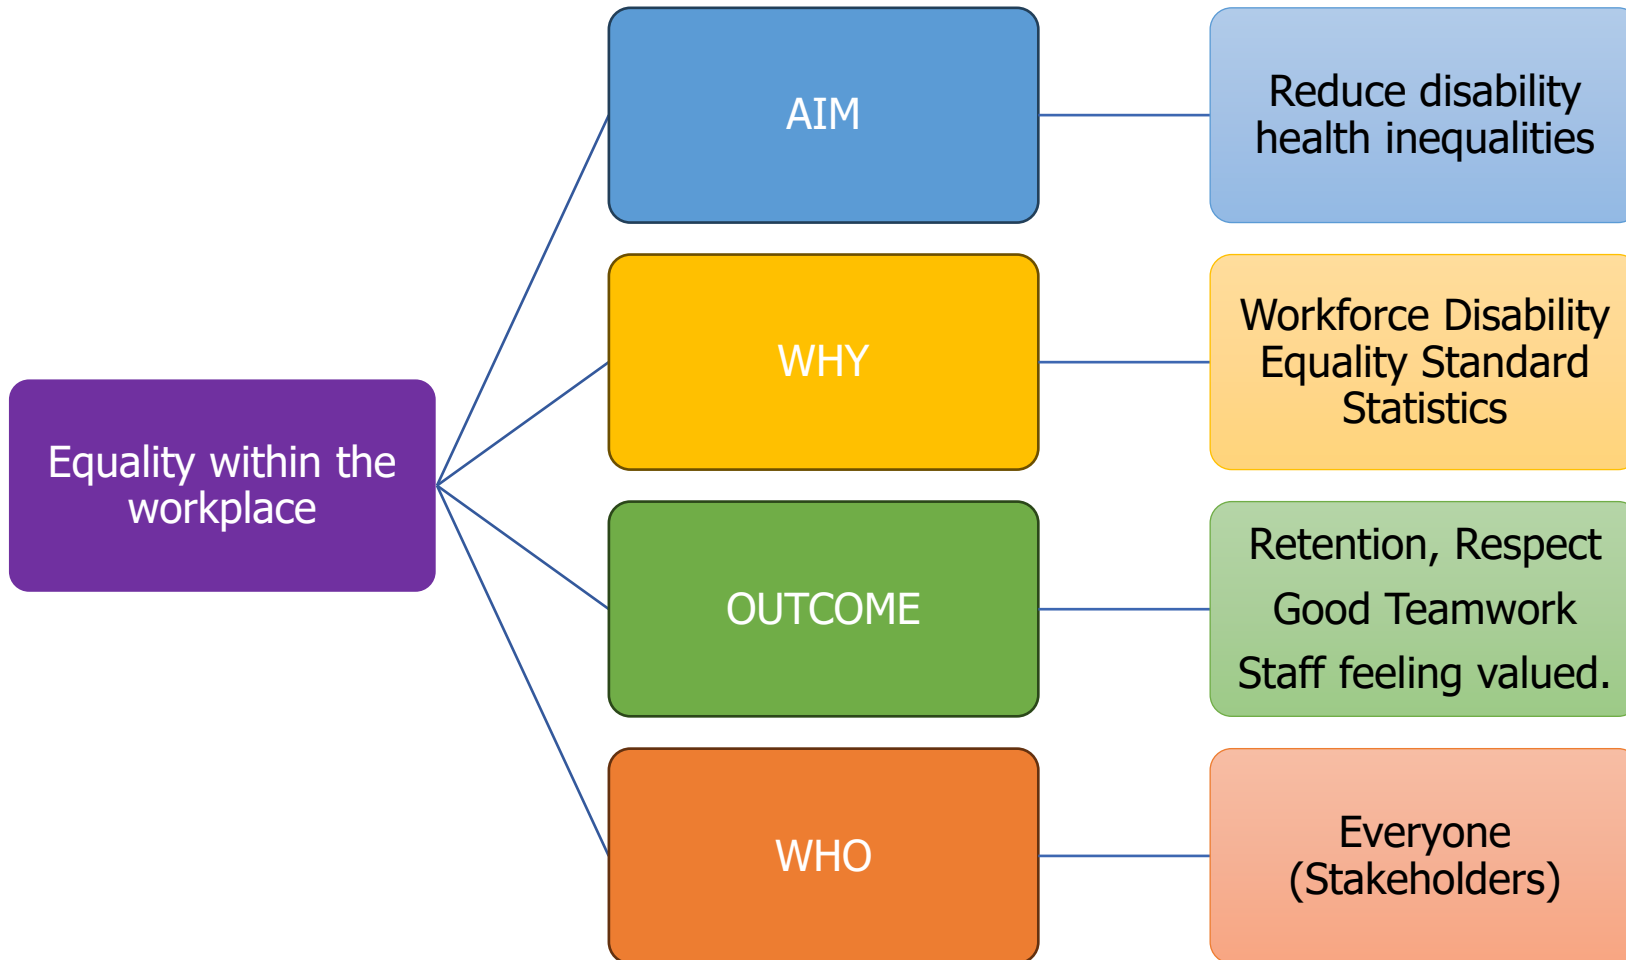 Equality within the
workplace
AIM
Reduce disability
health inequalities
WHY
Workforce Disability
Equality Standard
Statistics
OUTCOME
Retention, Respect
Good Teamwork
Staff feeling valued.
WHO
Everyone
(Stakeholders)